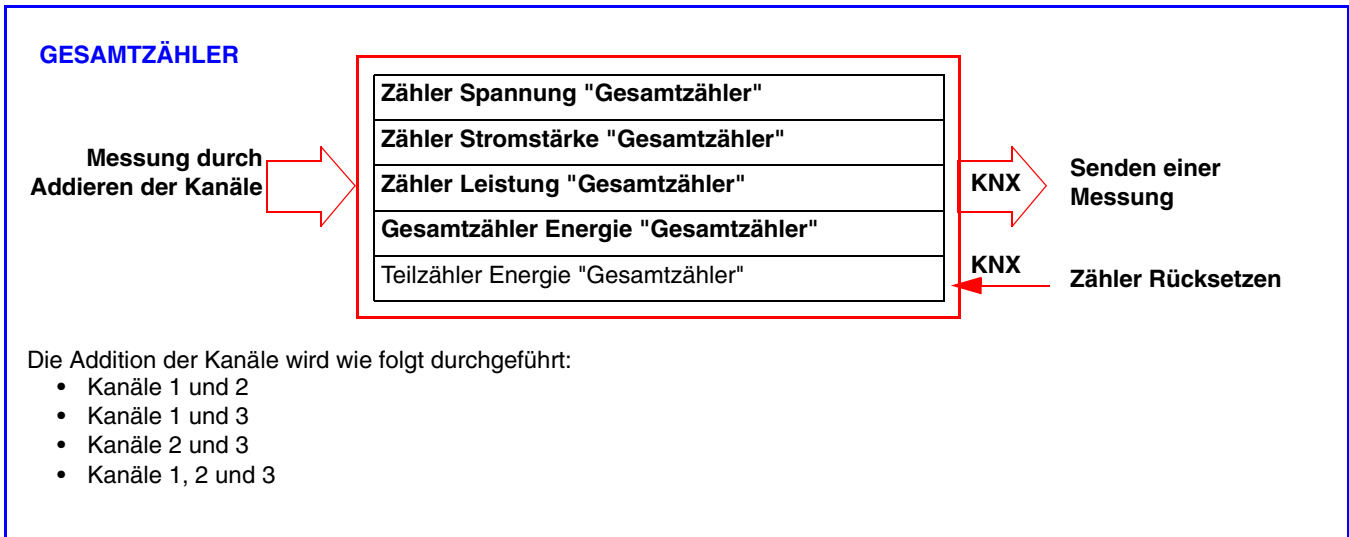 GESAMTZÄHLER
Messung durch
Addieren der Kanäle
Zähler Spannung "Gesamtzähler"
Zähler Stromstärke "Gesamtzähler"
Zähler Leistung "Gesamtzähler"
Gesamtzähler Energie "Gesamtzähler"
Teilzähler Energie "Gesamtzähler"
KNX
Senden einer
Messung
KNX
Zähler Rücksetzen
Die Addition der Kanäle wird wie folgt durchgeführt:
• Kanäle 1 und 2
• Kanäle 1 und 3
• Kanäle 2 und 3
• Kanäle 1, 2 und 3